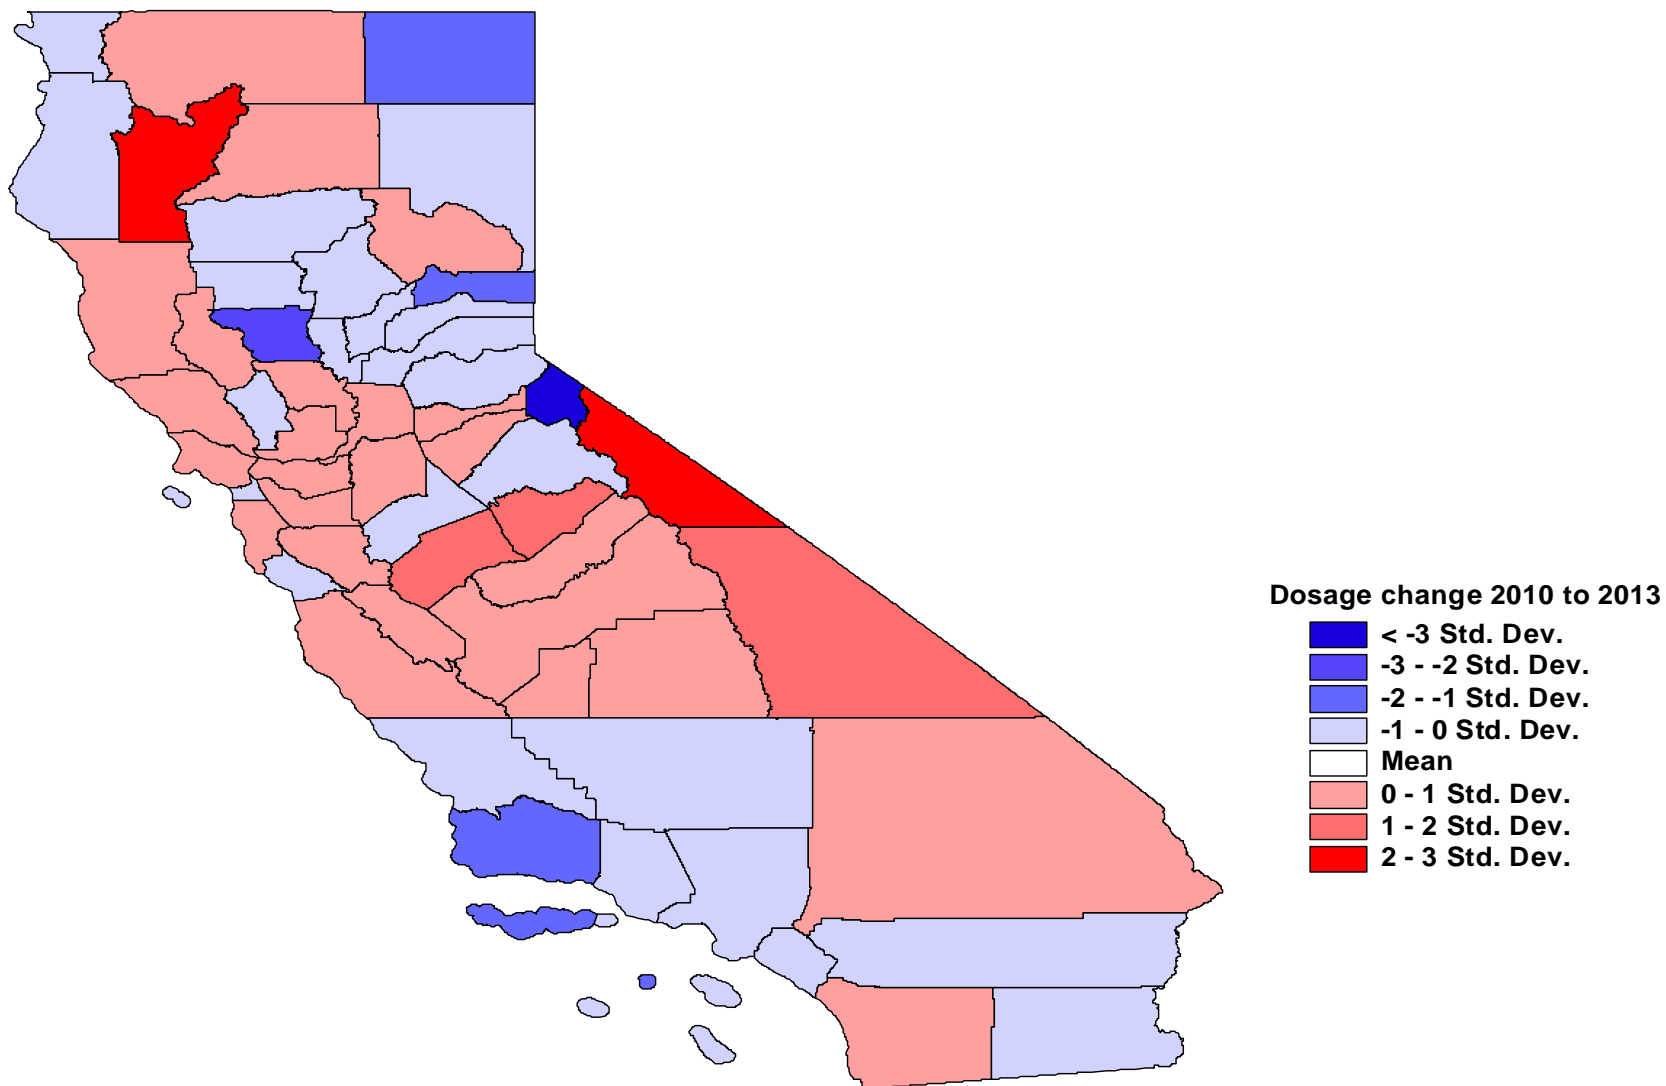 Dosage change 2010 to 2013
< -3 Std. Dev.
-3 - -2 Std. Dev.
-2 - -1 Std. Dev.
-1 - 0 Std. Dev.
Mean
0 - 1 Std. Dev.
1 - 2 Std. Dev.
2 - 3 Std. Dev.